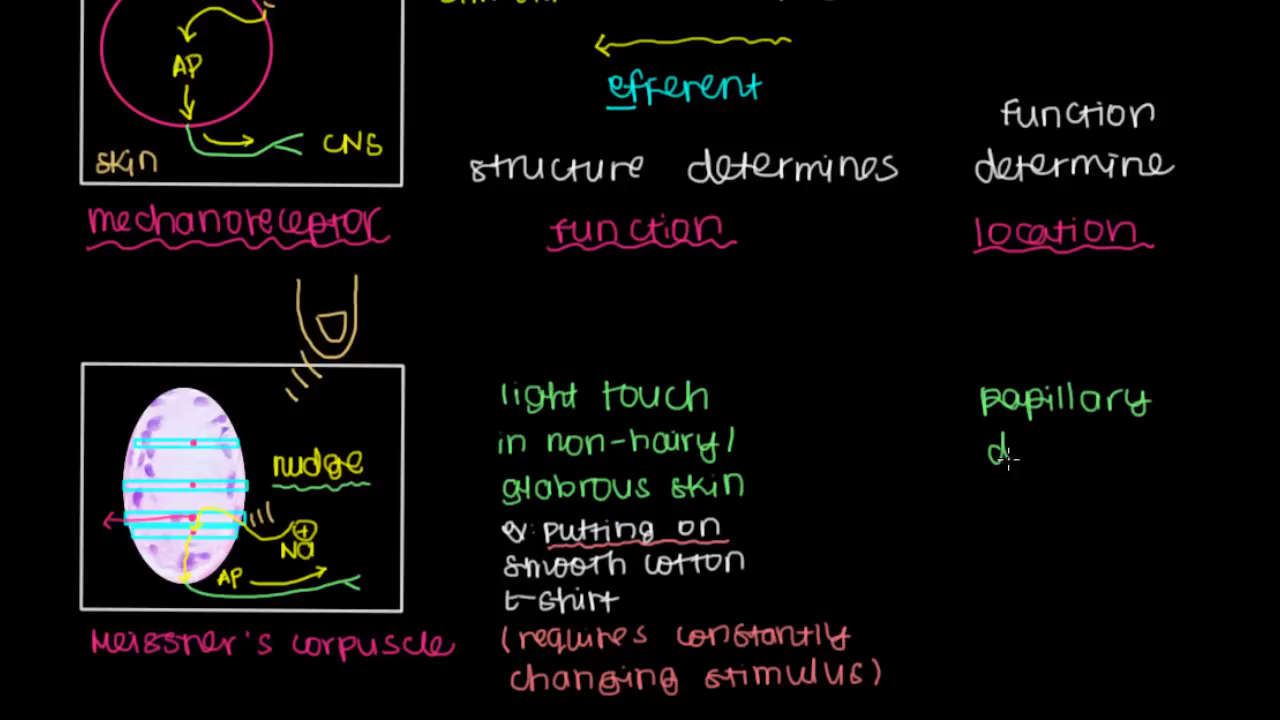 AP
efferent
function
skin
CNS
structure determines
determine
mechanoreceptor
function
location
light touch
papillary
in non-hairy/
d
nudge
glabrous skin
ex: putting on
Na
smooth cotton
AP
t-shirt
Meissner's corpuscle
(requires constantly
changing stimulus)